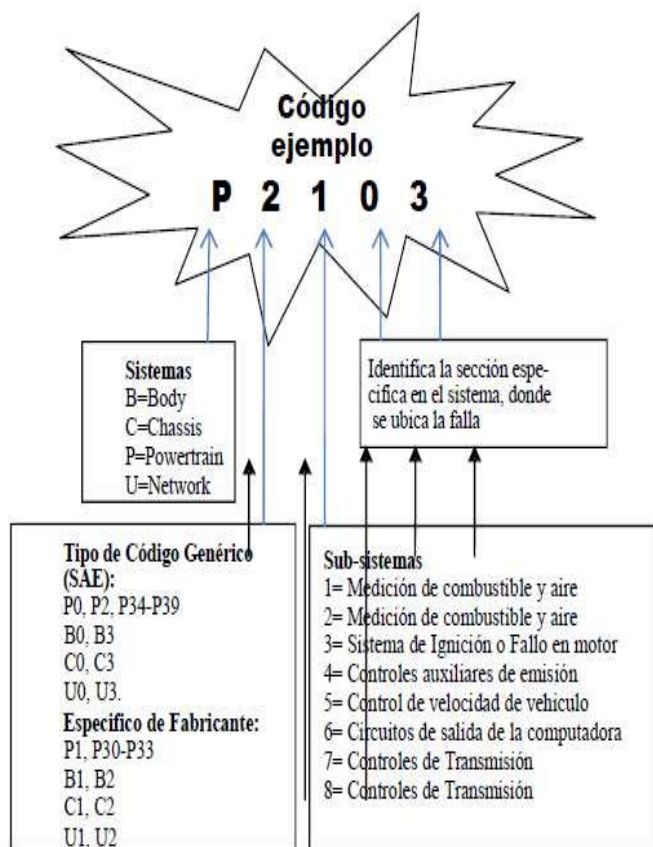 Código
ejemplo
P 2 1 0 3
Sistemas
B=Body
C=Chassis
P=Powertrain
U=Network
Identifica la sección espe-
cifica en el sistema, donde
se ubica la falla
Tipo de Código Genérico
(SAE):
P0, P2, P34-P39
B0, B3
C0, C3
U0, U3.
Especifico de Fabricante:
P1, P30-P33
B1, B2
C1, C2
U1, U2
Sub-sistemas
1= Medición de combustible y aire
2= Medición de combustible y aire
3= Sistema de Ignición o Fallo en motor
4= Controles auxiliares de emisión
5= Control de velocidad de vehiculo
6= Circuitos de salida de la computadora
7= Controles de Transmisión
8= Controles de Transmisión